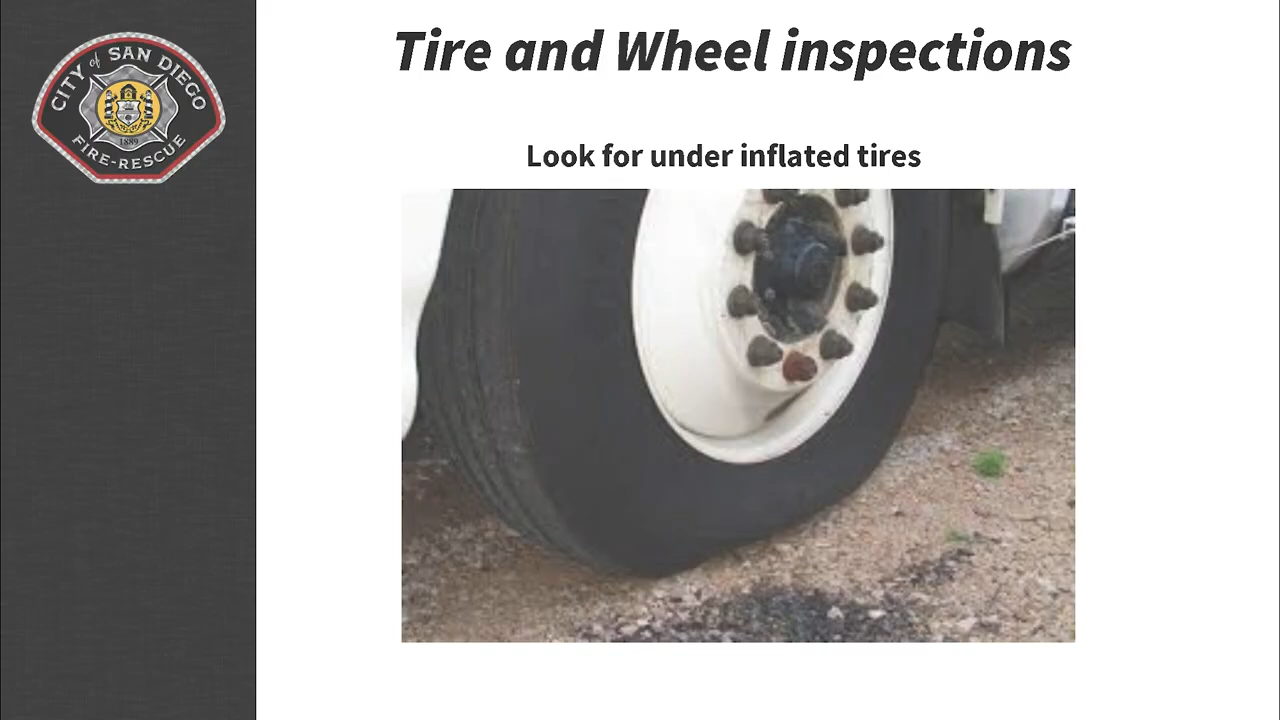 CITY of SAN DIEGO
1889
FIRE-RESCUE
Tire and Wheel inspections
Look for under inflated tires